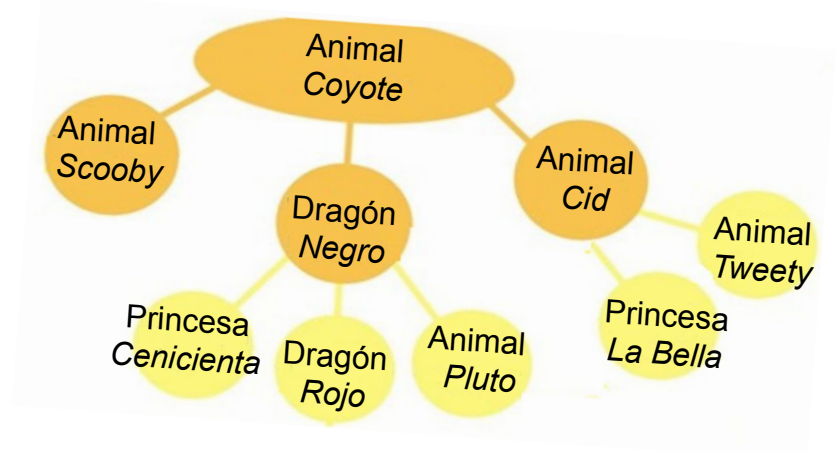 Animal
Coyote
Animal
Scooby
Dragón
Negro
Animal
Cid
Animal
Tweety
Princesa
Cenicienta
Dragón
Rojo
Animal
Pluto
Princesa
La Bella